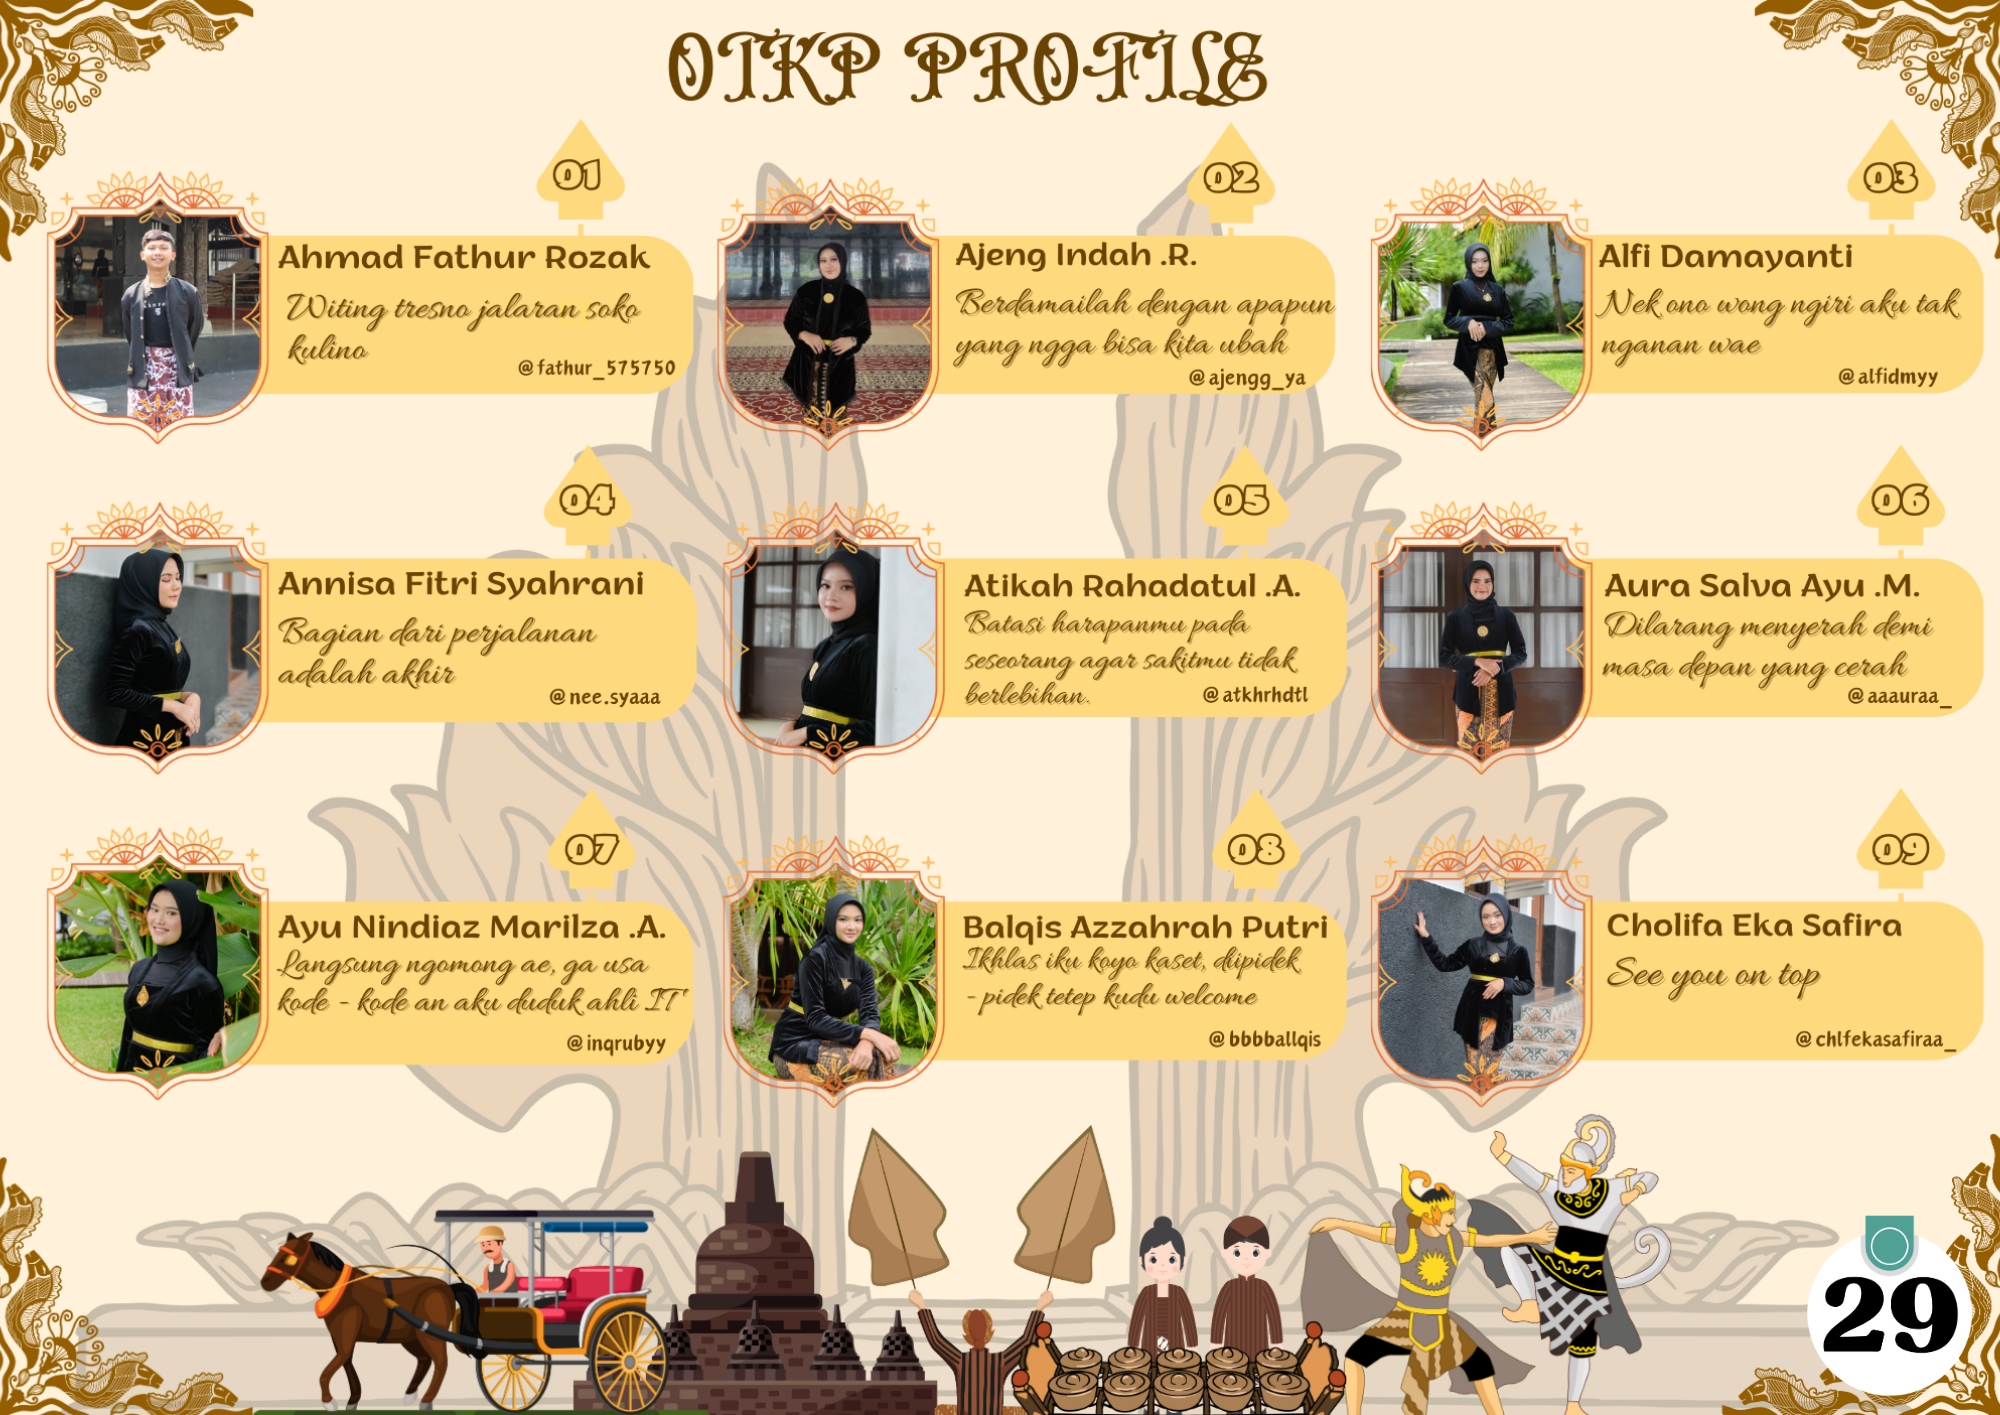 OTKP PROFILE
01
Ahmad Fathur Rozak
Witing tresno jalaran soko
kulino
@fathur_575750
02
Ajeng Indah .R.
Berdamailah dengan apapun
yang ngga bisa kita ubah
@ajengg_ya
03
Alfi Damayanti
Nek ono wong ngiri aku tak
nganan wae
@alfidmyy
04
Annisa Fitri Syahrani
Bagian dari perjalanan
adalah akhir
@nee.syaaa
05
Atikah Rahadatul .A.
Batasi harapanmu pada
seseorang agar sakitmu tidak
berlebihan.
@atkhrhdtl
06
Aura Salva Ayu .M.
Dilarang menyerah demi
masa depan yang cerah
@aaauraa_
07
Ayu Nindiaz Marilza .A.
Langsung ngomong ae, ga usa
kode - kode an aku duduk ahli IT
@inqrubyy
08
Balqis Azzahrah Putri
Ikhlas iku koyo kaset, diipidek
- pidek tetep kudu welcome
@bbbballqis
09
Cholifa Eka Safira
See you on top
@chlfekasafiraa_
29